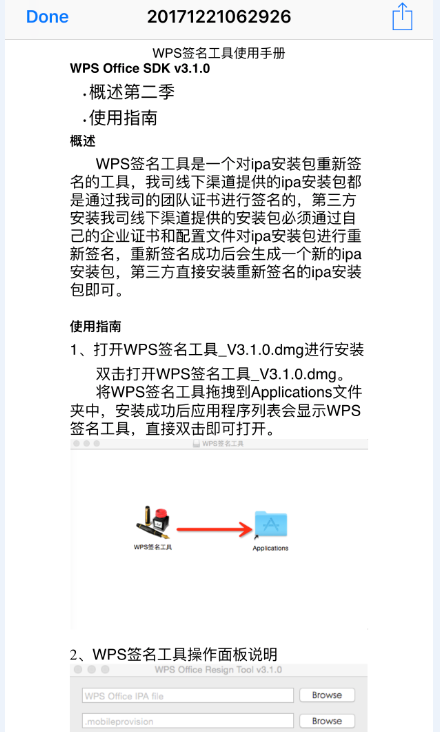 Done
20171221062926
WPS签名工具使用手册
WPS Office SDK v3.1.0
·概述第二季
·使用指南
概述
WPS签名工具是一个对ipa安装包重新签
名的工具，我司线下渠道提供的ipa安装包都
是通过我司的团队证书进行签名的，第三方
安装我司线下渠道提供的安装包必须通过自
己的企业证书和配置文件对ipa安装包进行重
新签名，重新签名成功后会生成一个新的ipa
安装包，第三方直接安装重新签名的ipa安装
包即可。
使用指南
1、打开WPS签名工具_V3.1.0.dmg进行安装
双击打开WPS签名工具_V3.1.0.dmg。
将WPS签名工具拖拽到Applications文件
夹中，安装成功后应用程序列表会显示WPS
签名工具，直接双击即可打开。
WPS签名工具
WPS签名工具
Applications
2、WPS签名工具操作面板说明
WPS Office Resign Tool v3.1.0
WPS Office IPA file
Browse
.mobileprovision
Browse